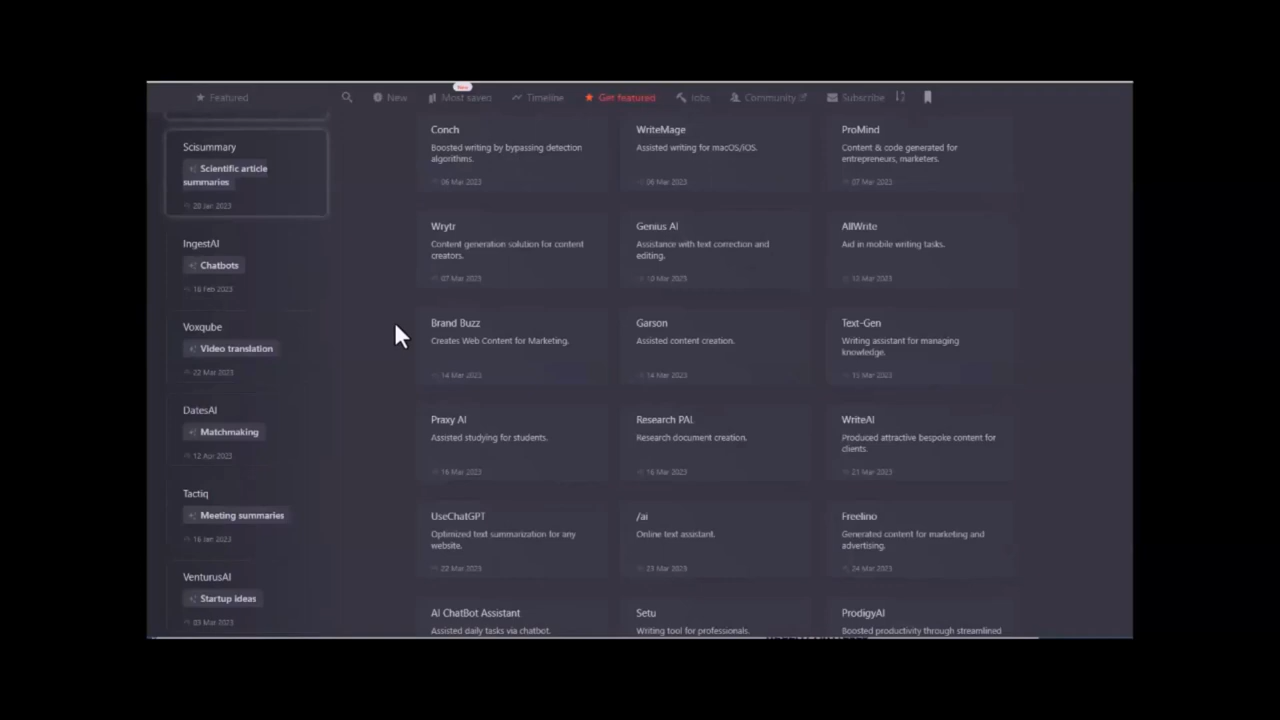 Featured
New
New
Most saved
Timeline
Get featured
Jobs
Community
Subscribe
Scisummary
Scientific article
summaries
20 Jan 2023
IngestAI
Chatbots
18 Feb 2023
Voxqube
Video translation
22 Mar 2023
DatesAI
Matchmaking
12 Apr 2023
Tactiq
Meeting summaries
16 Jan 2023
VenturusAI
Startup ideas
03 Mar 2023
Conch
Boosted writing by bypassing detection
algorithms.
06 Mar 2023
WriteMage
Assisted writing for macOS/iOS.
06 Mar 2023
ProMind
Content & code generated for
entrepreneurs, marketers.
07 Mar 2023
Wrytr
Content generation solution for content
creators.
07 Mar 2023
Genius AI
Assistance with text correction and
editing.
10 Mar 2023
AllWrite
Aid in mobile writing tasks.
12 Mar 2023
Brand Buzz
Creates Web Content for Marketing.
14 Mar 2023
Garson
Assisted content creation.
14 Mar 2023
Text-Gen
Writing assistant for managing
knowledge.
15 Mar 2023
Praxy AI
Assisted studying for students.
16 Mar 2023
Research PAL
Research document creation.
16 Mar 2023
WriteAI
Produced attractive bespoke content for
clients.
21 Mar 2023
UseChatGPT
Optimized text summarization for any
website.
22 Mar 2023
/ai
Online text assistant.
23 Mar 2023
Freelino
Generated content for marketing and
advertising.
24 Mar 2023
AI ChatBot Assistant
Assisted daily tasks via chatbot.
Setu
Writing tool for professionals.
ProdigyAI
Boosted productivity through streamlined